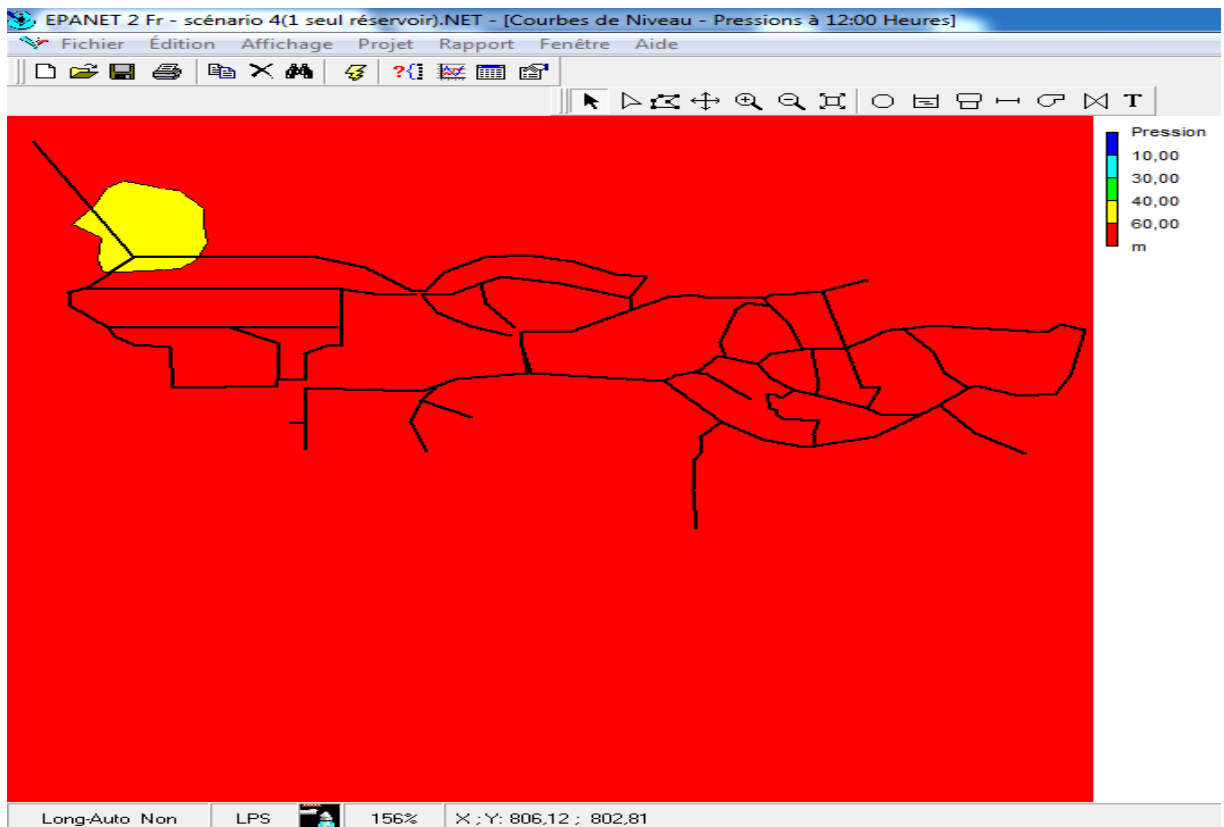 EPANET 2 Fr - scénario 4(1 seul réservoir).NET - [Courbes de Niveau - Pressions à 12:00 Heures]
Fichier Édition Affichage Projet Rapport Fenêtre Aide
T
Pression
10,00
30,00
40,00
60,00
m
Long-Auto Non LPS 156% X ; Y: 806,12 ; 802,81